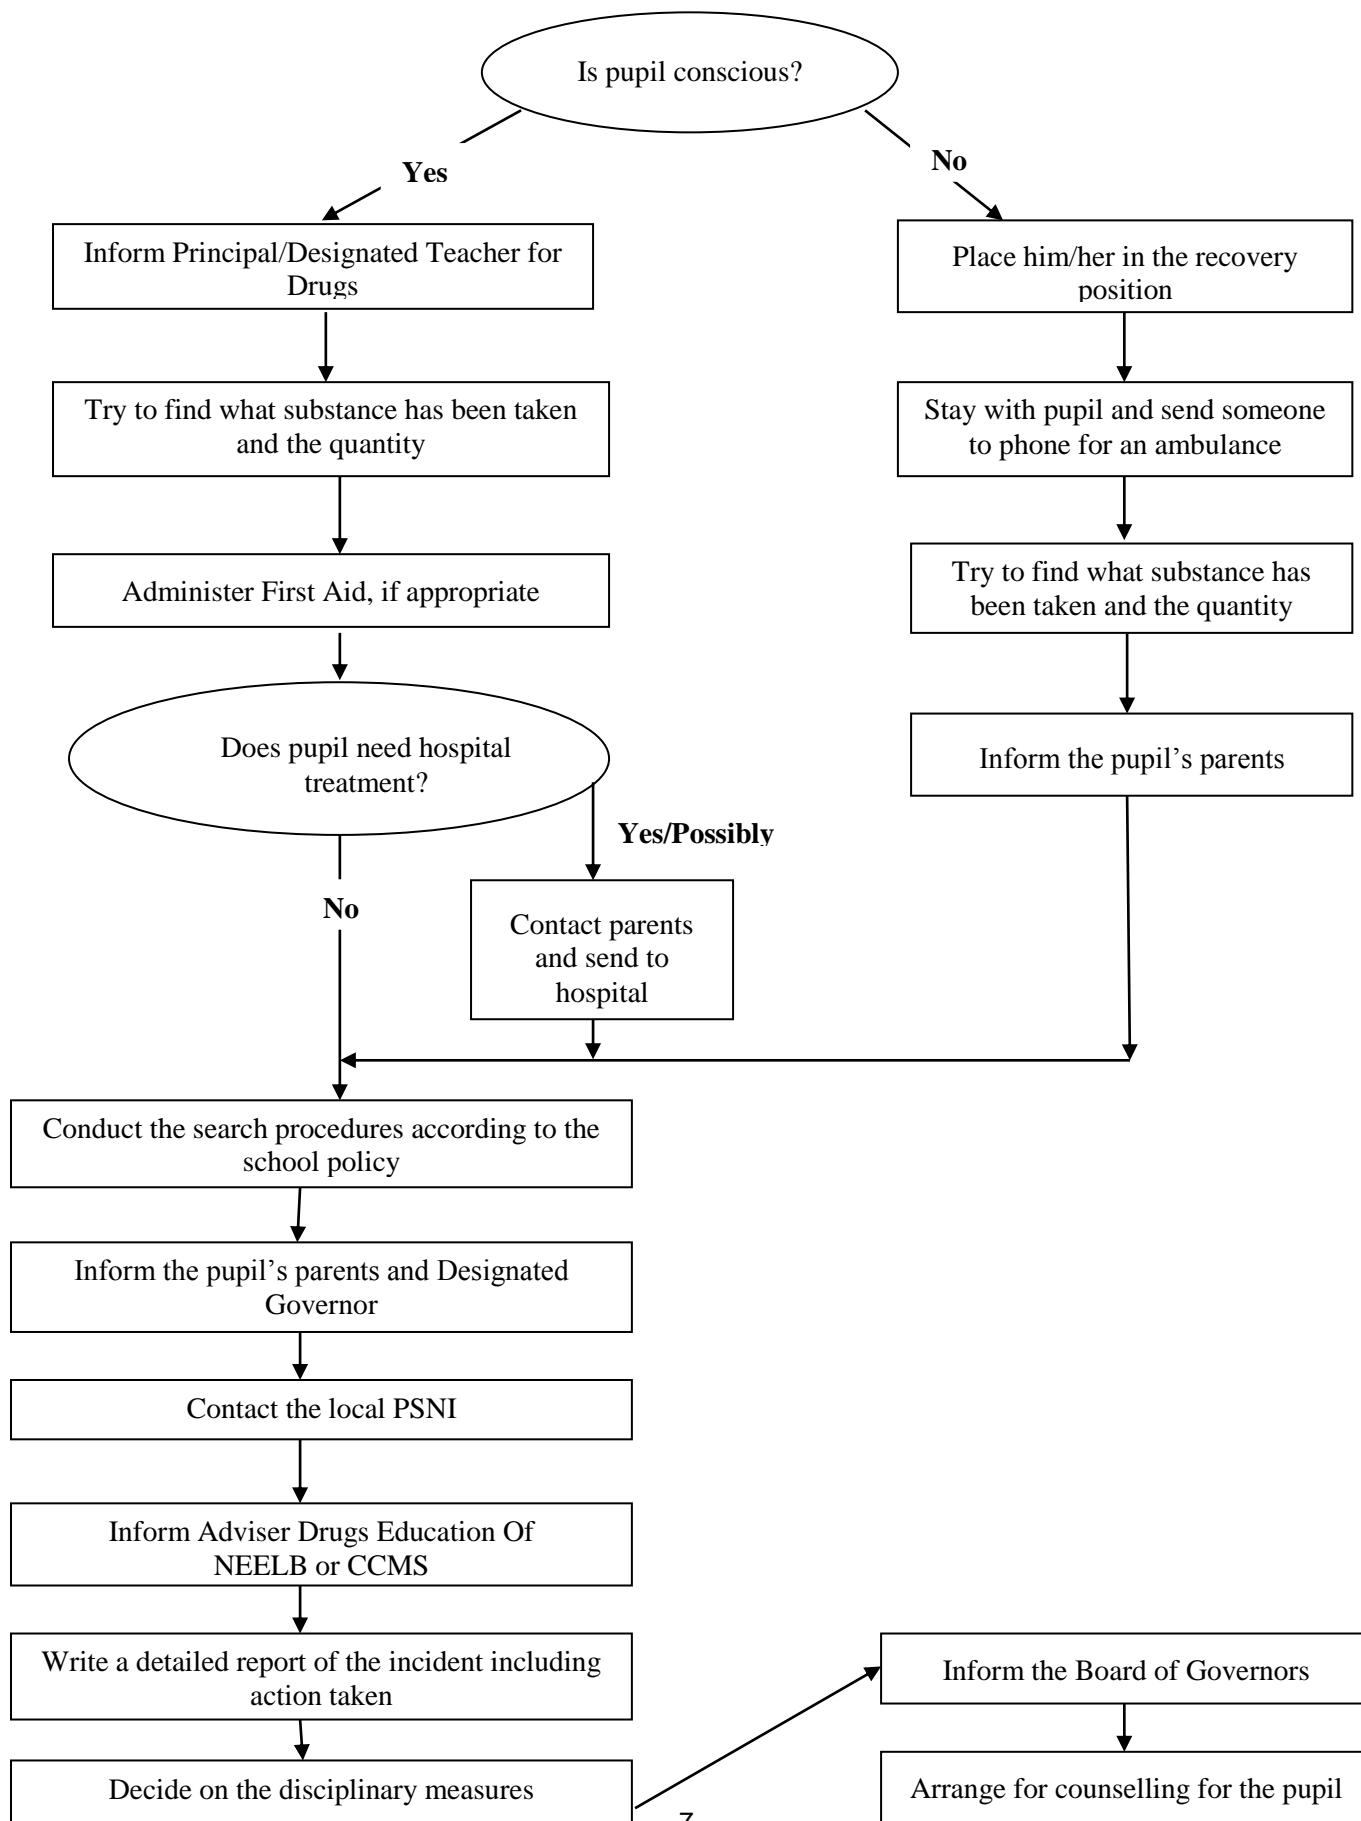 Is pupil conscious?
Yes
No
Inform Principal/Designated Teacher for
Drugs
Place him/her in the recovery
position
Try to find what substance has been taken
and the quantity
Stay with pupil and send someone
to phone for an ambulance
Administer First Aid, if appropriate
Try to find what substance has
been taken and the quantity
Does pupil need hospital
treatment?
Inform the pupil’s parents
Yes/Possibly
No
Contact parents
and send to
hospital
Conduct the search procedures according to the
school policy
Inform the pupil’s parents and Designated
Governor
Contact the local PSNI
Inform Adviser Drugs Education Of
NEELB or CCMS
Write a detailed report of the incident including
action taken
Inform the Board of Governors
Decide on the disciplinary measures
Arrange for counselling for the pupil
7